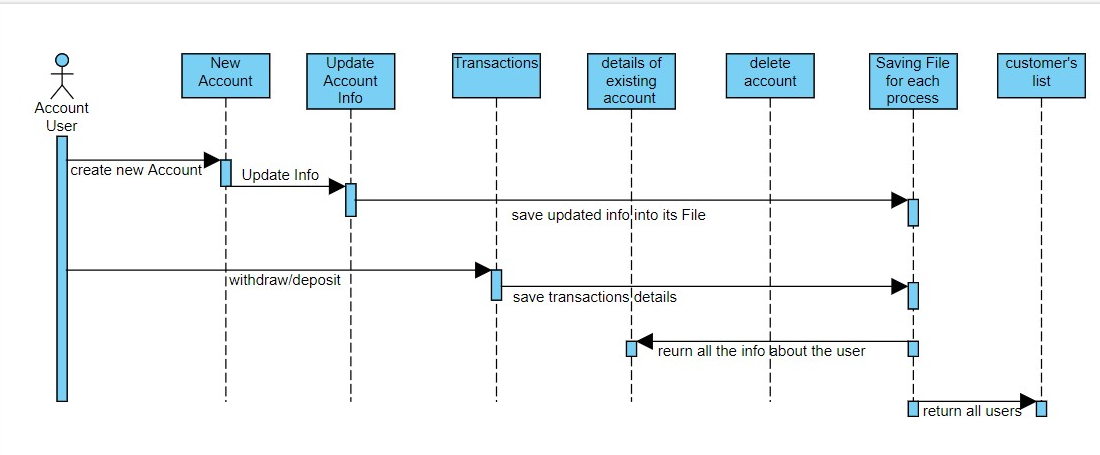 Account
User
New
Account
Update
Account
Info
Transactions
details of
existing
account
delete
account
Saving File
for each
process
customer's
list
create new Account
Update Info
save updated info into its File
withdraw/deposit
save transactions details
reurn all the info about the user
return all users